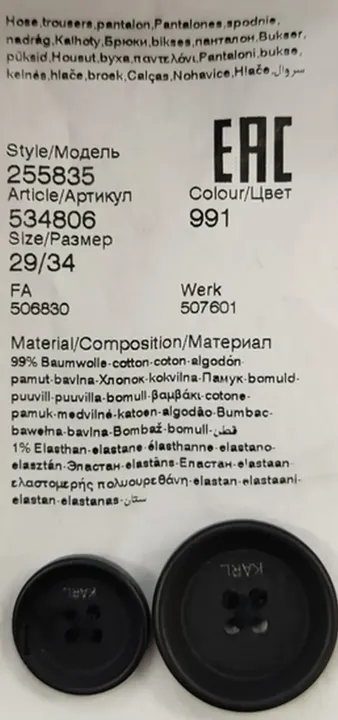 Hose,trousers,pantalon,Pantalones,spodnie,
nadrág,Kalhoty,Брюки,bikses,панталон,Bukser,
püksid,Housut,byxa,παντελόνι,Pantaloni,bukse,
kelnės,hlače,broek,Calças,Nohavice,Hlače,سروال
EAC
Style/Модель
255835
Article/Артикул
534806
Colour/Цвет
991
Size/Размер
29/34
FA
506830
Werk
507601
Material/Composition/Материал
99% Baumwolle-cotton-coton-algodón-
pamut-bavlna-Хлопок-kokvilna-Памук-bomuld-
puuvill-puuvilla-bomull-βαμβάκι-cotone-
pamuk-medvilnė-katoen-algodão-Bumbac-
bawełna-bavlna-Bombaž-bomull-قطن
1% Elasthan-elastane-élasthanne-elastano-
elasztán-Эластан-elastāns-Еластан-elastaan-
ελαστομερής πολυουρεθάνη-elastan-elastaani-
elastan-elastanas-ستان
KARL
KARL